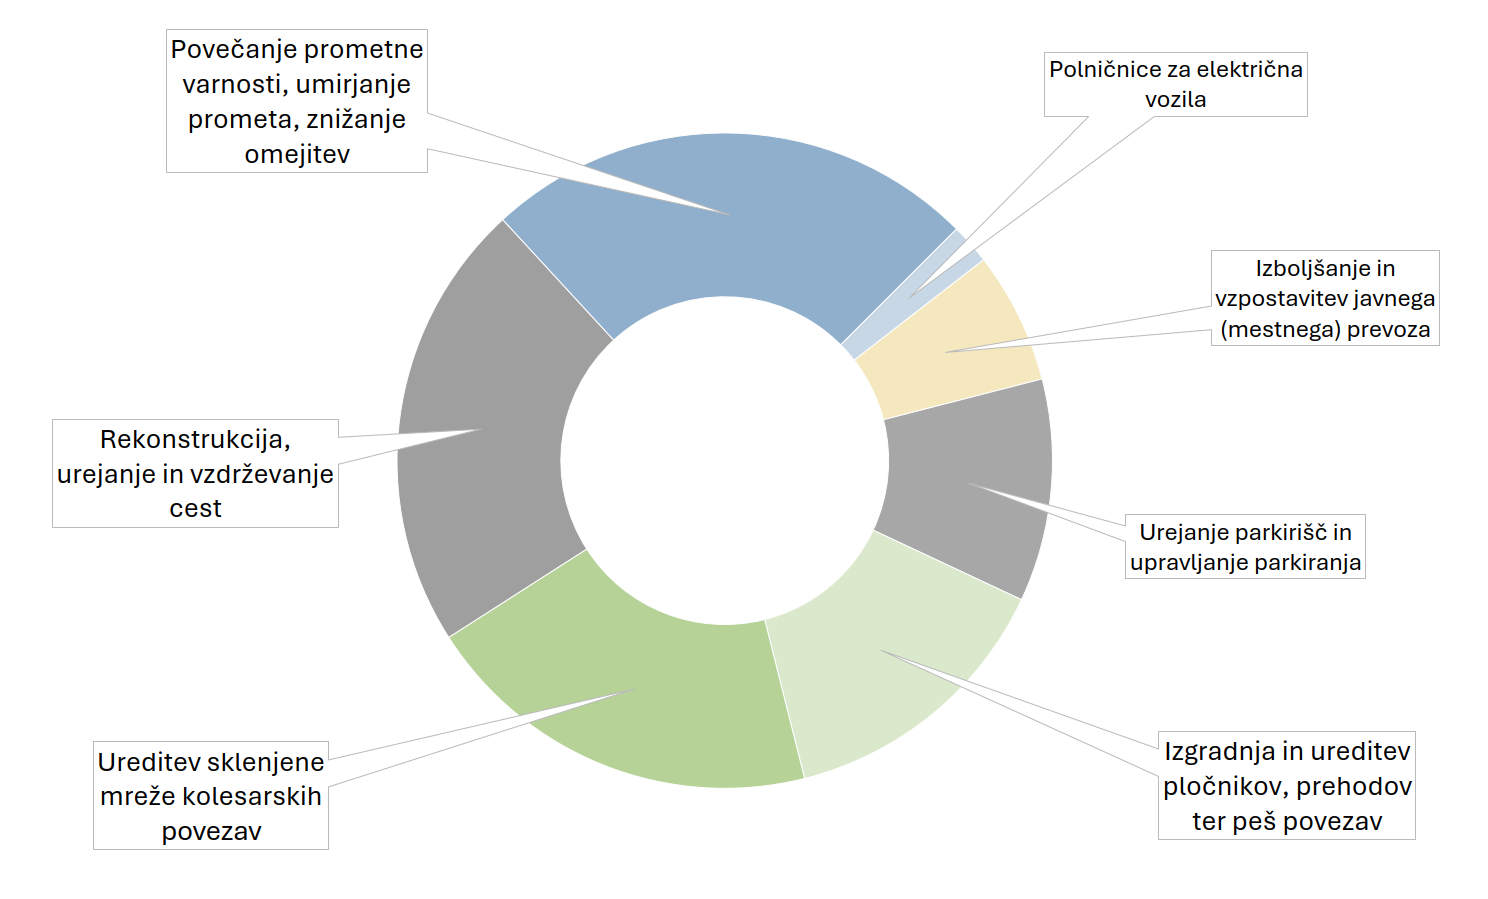 Povečanje prometne
varnosti, umirjanje
prometa, znižanje
omejitev
Polničnice za električna
vozila
Izboljšanje in
vzpostavitev javnega
(mestnega) prevoza
Rekonstrukcija,
urejanje in vzdrževanje
cest
Urejanje parkirišč in
upravljanje parkiranja
Ureditev sklenjene
mreže kolesarskih
povezav
Izgradnja in ureditev
pločnikov, prehodov
ter peš povezav